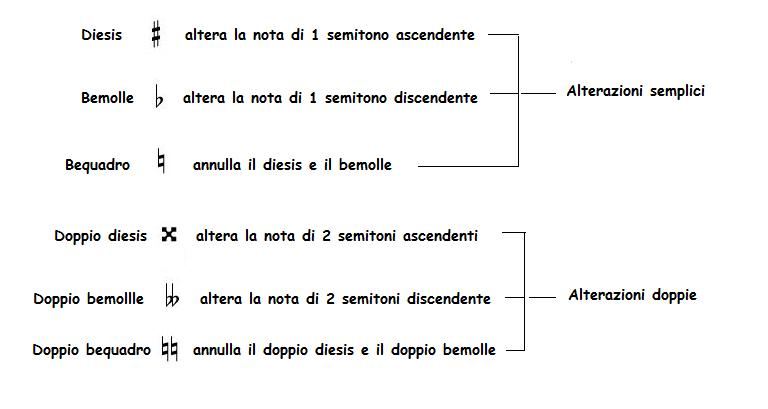 Diesis ♯ altera la nota di 1 semitono ascendente
Bemolle ♭ altera la nota di 1 semitono discendente
Alterazioni semplici
Bequadro ♮ annulla il diesis e il bemolle
Doppio diesis 𝄪 altera la nota di 2 semitoni ascendenti
Doppio bemollle 𝄫 altera la nota di 2 semitoni discendente
Alterazioni doppie
Doppio bequadro ♮♮ annulla il doppio diesis e il doppio bemolle